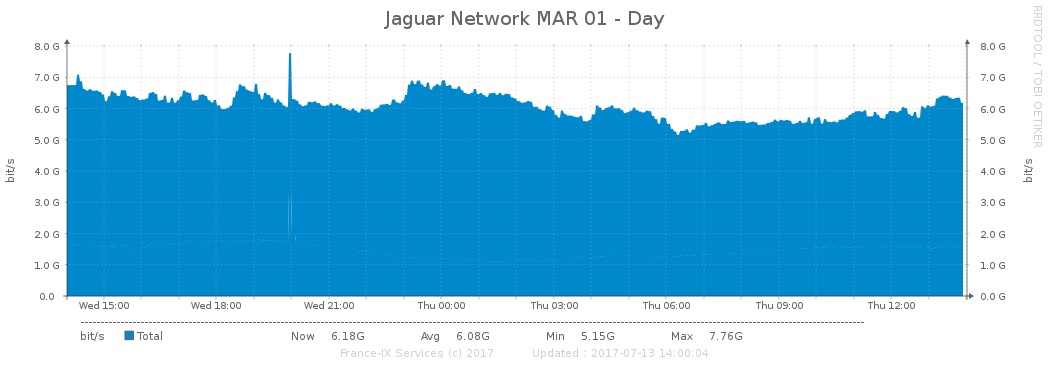 Jaguar Network MAR 01 - Day
RRDTOOL / TOBI OETIKER
bit/s
bit/s
8.0 G 8.0 G
7.0 G 7.0 G
6.0 G 6.0 G
5.0 G 5.0 G
4.0 G 4.0 G
3.0 G 3.0 G
2.0 G 2.0 G
1.0 G 1.0 G
0.0 0.0 G
Wed 15:00 Wed 18:00 Wed 21:00 Thu 00:00 Thu 03:00 Thu 06:00 Thu 09:00 Thu 12:00
bit/s Total Now 6.18G Avg 6.08G Min 5.15G Max 7.76G
France-IX Services (c) 2017 Updated : 2017-07-13 14:00:04